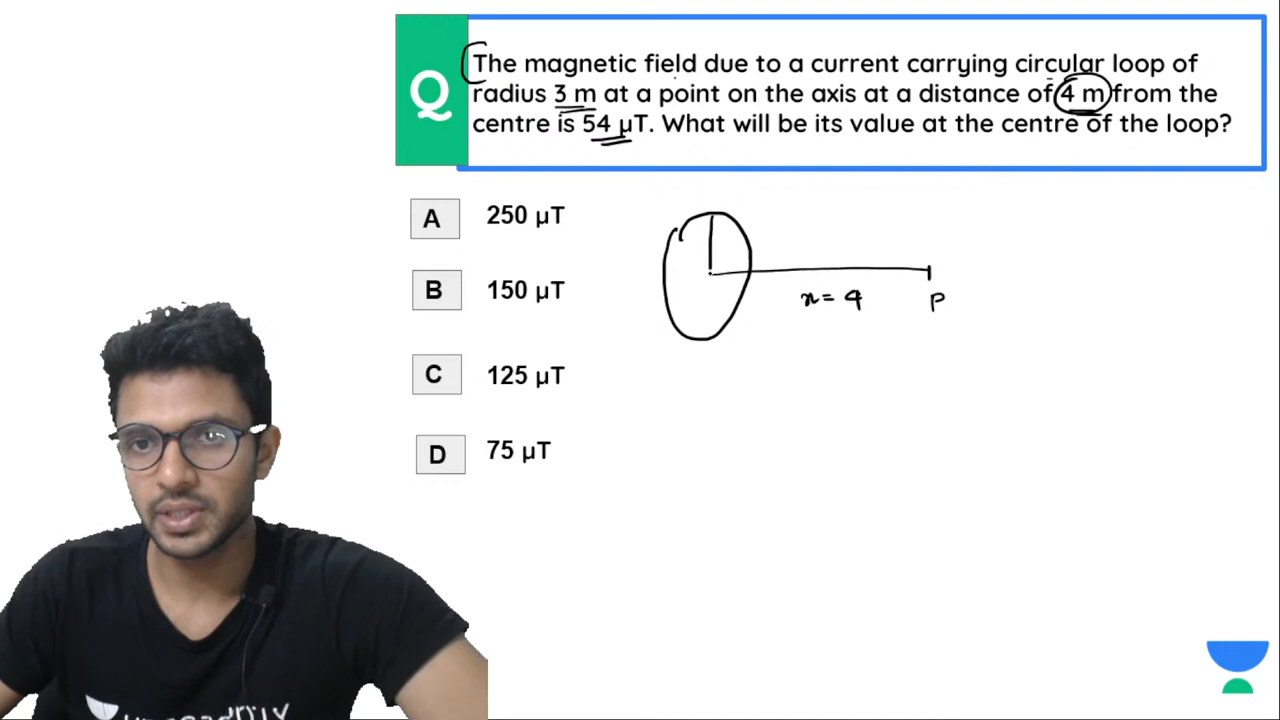 Q
The magnetic field due to a current carrying circular loop of
radius 3 m at a point on the axis at a distance of 4 m from the
centre is 54 µT. What will be its value at the centre of the loop?
A 250 µT
B 150 µT
C 125 µT
D 75 µT
x = 4
P